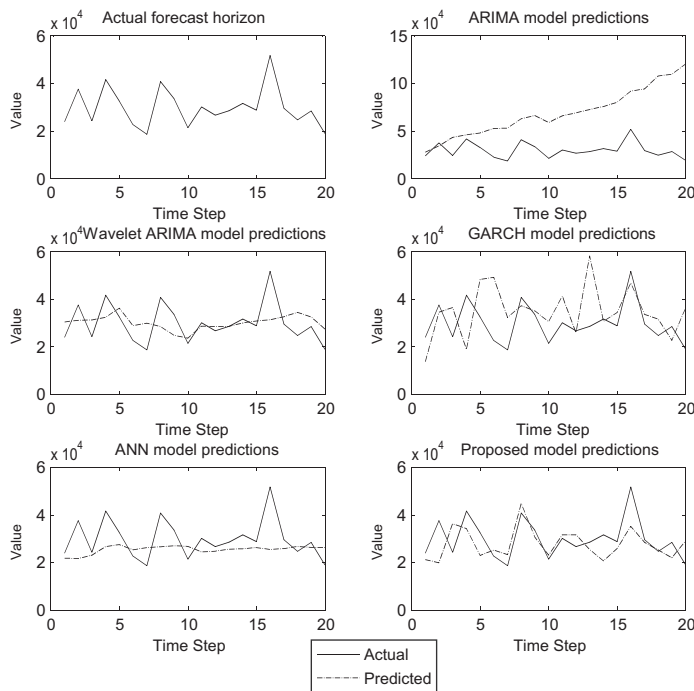 Actual forecast horizon
x 10^4
6
4
2
0
Value
0 5 10 15 20
Time Step
ARIMA model predictions
x 10^4
15
10
5
0
Value
0 5 10 15 20
Time Step
Wavelet ARIMA model predictions
x 10^4
6
4
2
0
Value
0 5 10 15 20
Time Step
GARCH model predictions
x 10^4
6
4
2
0
Value
0 5 10 15 20
Time Step
ANN model predictions
x 10^4
6
4
2
0
Value
0 5 10 15 20
Time Step
Proposed model predictions
x 10^4
6
4
2
0
Value
0 5 10 15 20
Time Step
Actual
Predicted